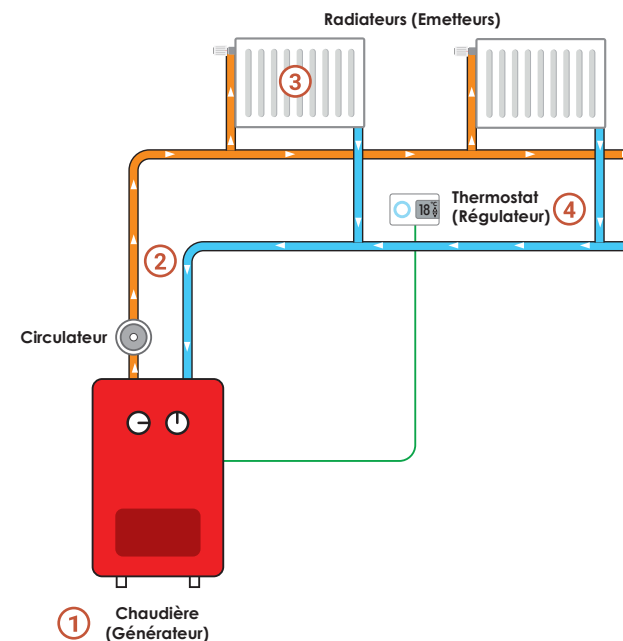 Radiateurs (Emetteurs)
3
18 °C
Thermostat
(Régulateur)
4
2
Circulateur
1
Chaudière
(Générateur)